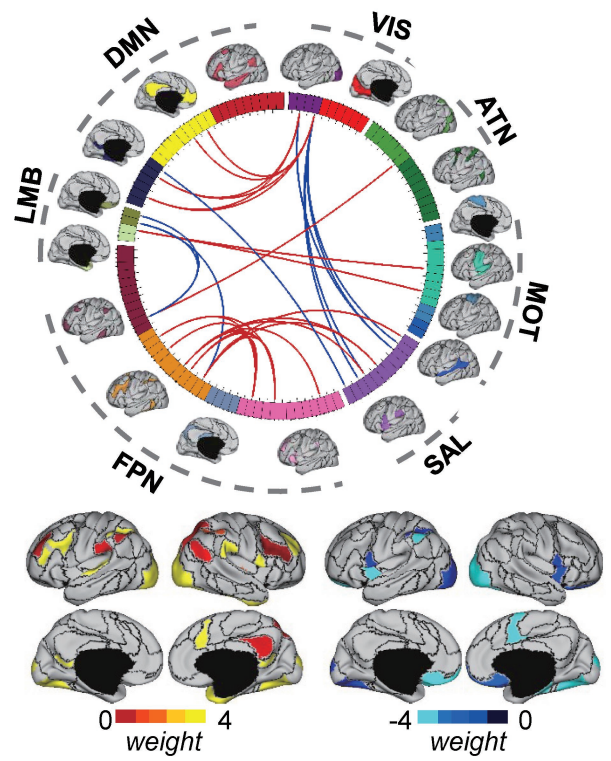 VIS
DMN
ATN
LMB
MOT
SAL
FPN
0 4
weight
-4 0
weight